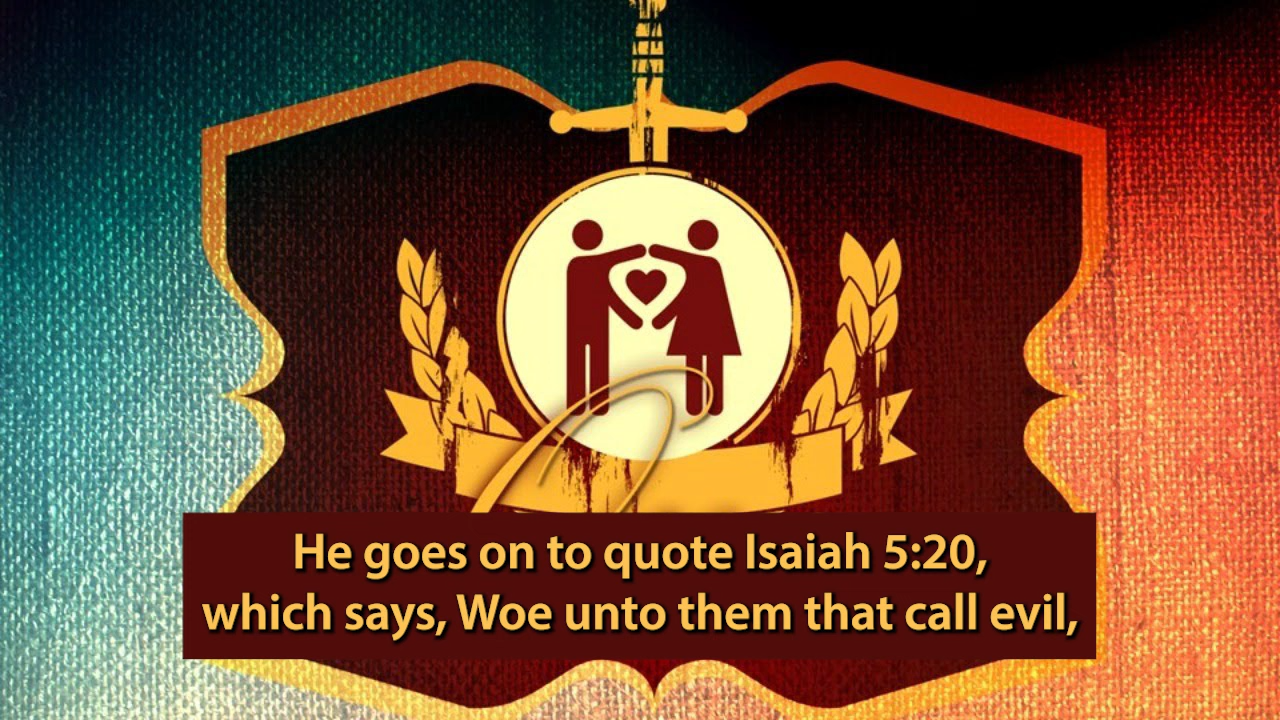 He goes on to quote Isaiah 5:20,
which says, Woe unto them that call evil,